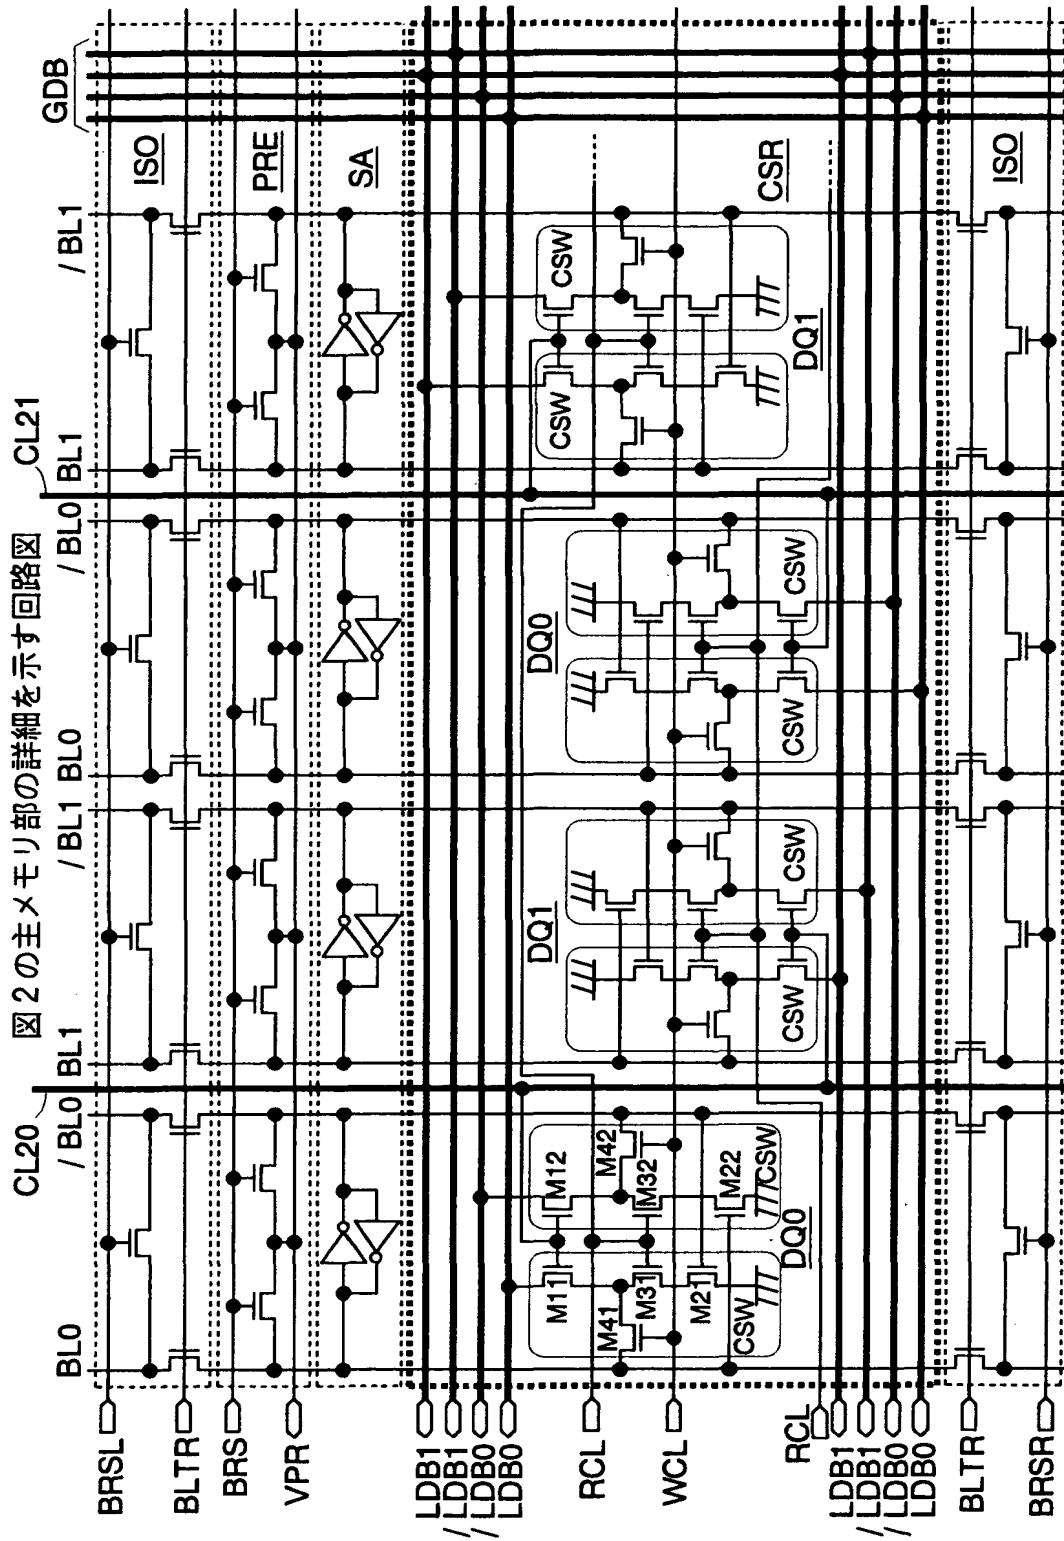 図2の主メモリ部の詳細を示す回路図
CL20
CL21
GDB
BL0
/ BL0
BL1
/ BL1
BL0
/ BL0
BL1
/ BL1
BRSL
ISO
BLTR
BRS
PRE
VPR
SA
LDB1
/ LDB1
/ LDB0
LDB0
M11
M12
CSW
CSW
M41
M42
DQ1
DQ0
RCL
M31
M32
WCL
M21
M22
CSW
CSW
DQ0
CSW
CSW
CSW
CSW
DQ1
CSR
RCL
LDB1
/ LDB1
/ LDB0
LDB0
BLTR
ISO
BRSR